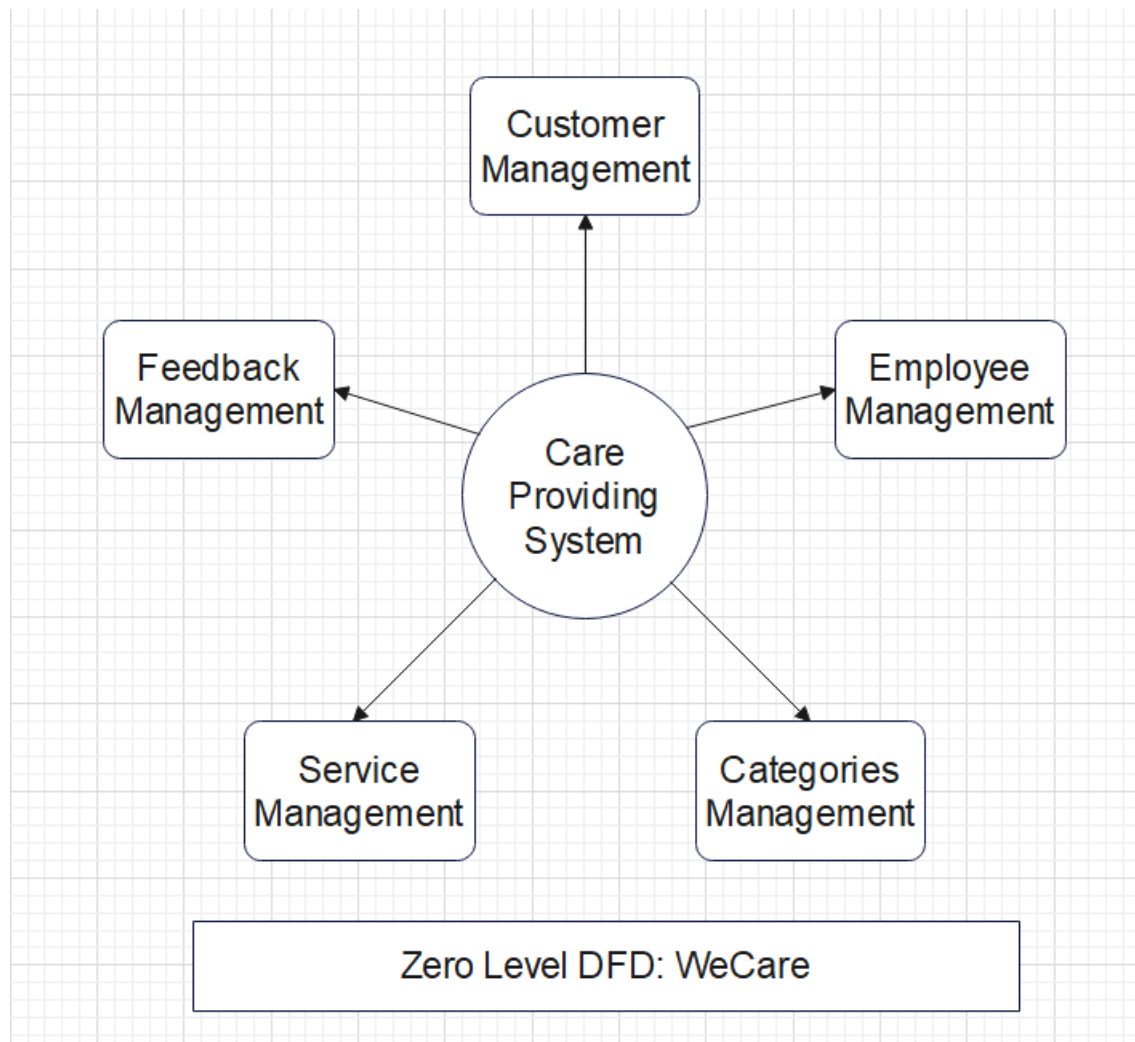 Customer
Management
Feedback
Management
Employee
Management
Care
Providing
System
Service
Management
Categories
Management
Zero Level DFD: WeCare